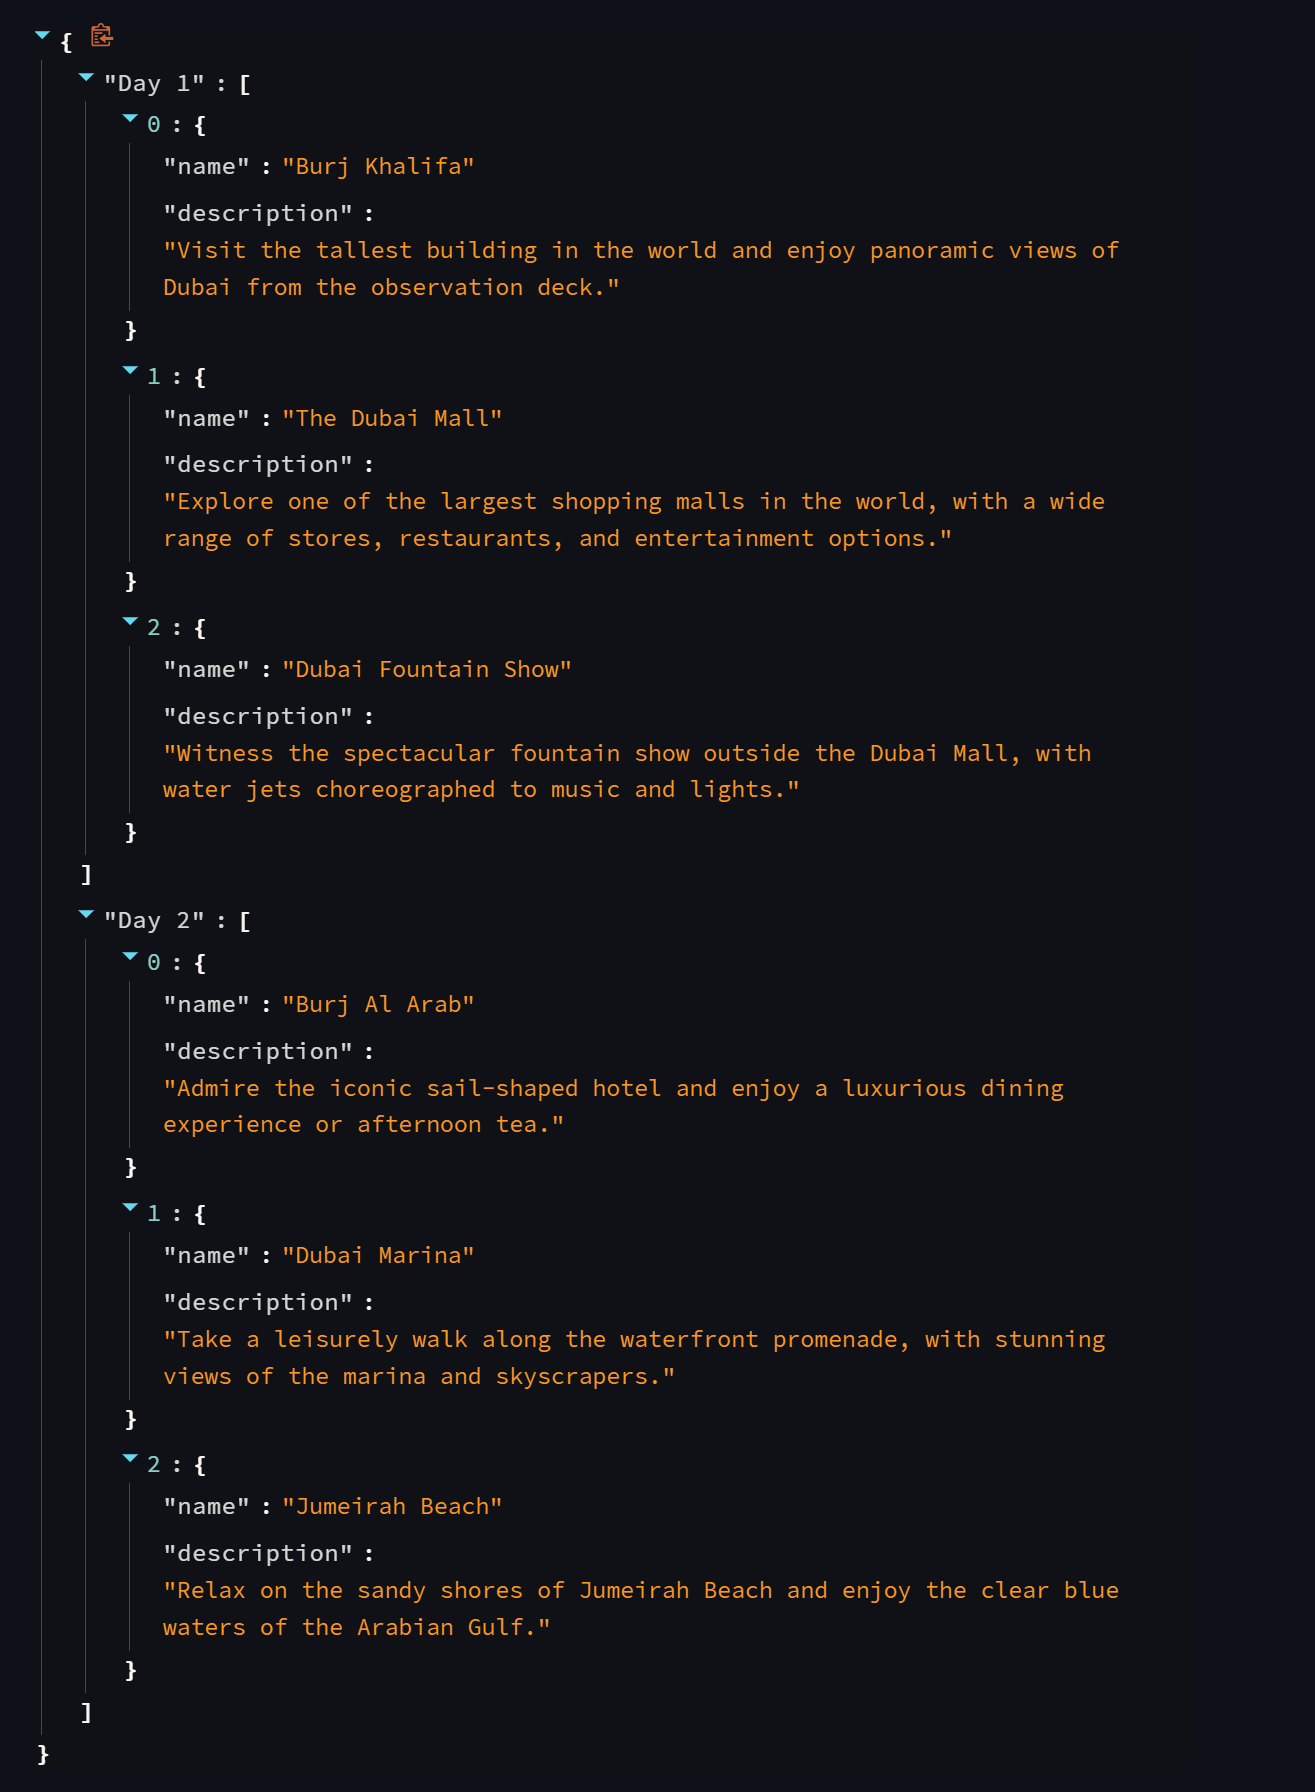 {
"Day 1" : [
0 : {
"name" : "Burj Khalifa"
"description" :
"Visit the tallest building in the world and enjoy panoramic views of
Dubai from the observation deck."
}
1 : {
"name" : "The Dubai Mall"
"description" :
"Explore one of the largest shopping malls in the world, with a wide
range of stores, restaurants, and entertainment options."
}
2 : {
"name" : "Dubai Fountain Show"
"description" :
"Witness the spectacular fountain show outside the Dubai Mall, with
water jets choreographed to music and lights."
}
]
"Day 2" : [
0 : {
"name" : "Burj Al Arab"
"description" :
"Admire the iconic sail-shaped hotel and enjoy a luxurious dining
experience or afternoon tea."
}
1 : {
"name" : "Dubai Marina"
"description" :
"Take a leisurely walk along the waterfront promenade, with stunning
views of the marina and skyscrapers."
}
2 : {
"name" : "Jumeirah Beach"
"description" :
"Relax on the sandy shores of Jumeirah Beach and enjoy the clear blue
waters of the Arabian Gulf."
}
]
}